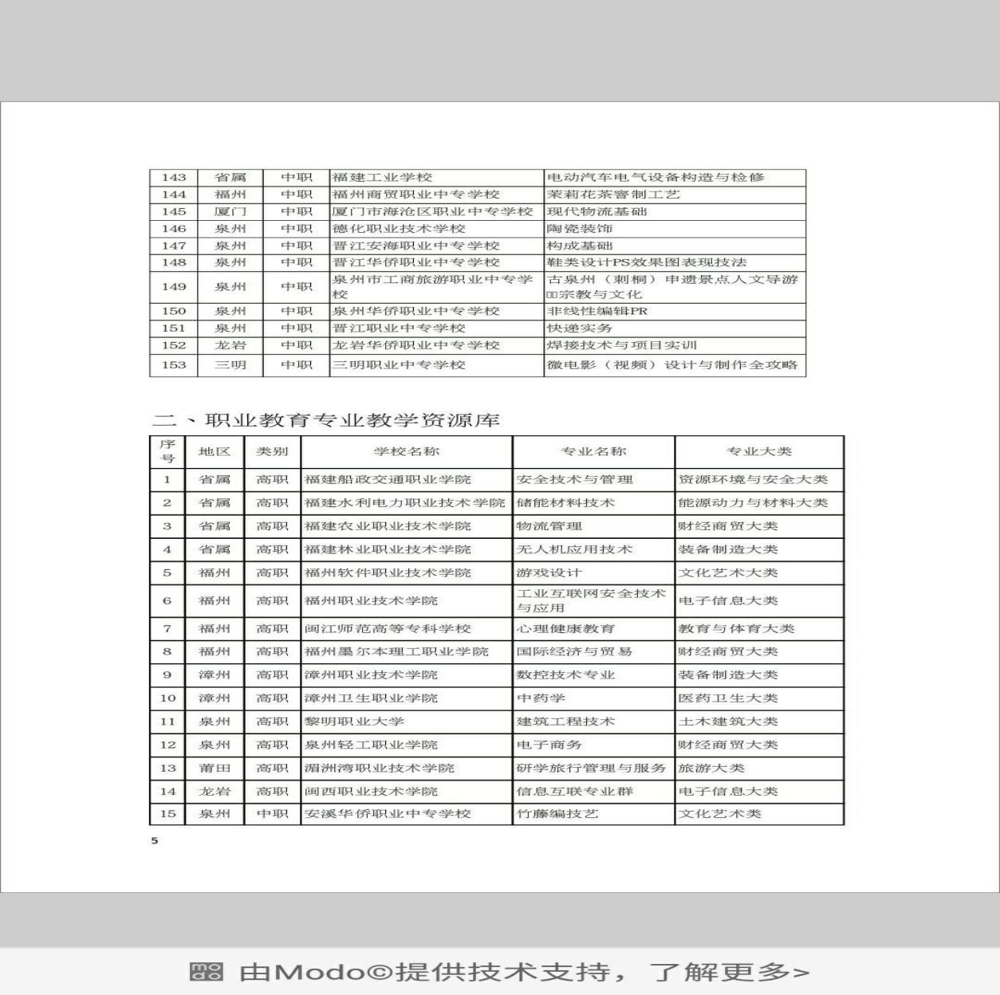 143 省属 中职 福建工业学校 电动汽车电气设备构造与检修
144 福州 中职 福州商贸职业中专学校 茉莉花茶窨制工艺
145 厦门 中职 厦门市海沧区职业中专学校 现代物流基础
146 泉州 中职 德化职业技术学校 陶瓷装饰
147 泉州 中职 晋江安海职业中专学校 构成基础
148 泉州 中职 晋江华侨职业中专学校 鞋类设计PS效果图表现技法
149 泉州 中职 泉州市工商旅游职业中专学 古泉州（刺桐）申遗景点人文导游
校 宗教与文化
150 泉州 中职 泉州华侨职业中专学校 非线性编辑PR
151 泉州 中职 晋江职业中专学校 快递实务
152 龙岩 中职 龙岩华侨职业中专学校 焊接技术与项目实训
153 三明 中职 三明职业中专学校 微电影（视频）设计与制作全攻略
二、职业教育专业教学资源库
序号 地区 类别 学校名称 专业名称 专业大类
1 省属 高职 福建船政交通职业学院 安全技术与管理 资源环境与安全大类
2 省属 高职 福建水利电力职业技术学院 储能材料技术 能源动力与材料大类
3 省属 高职 福建农业职业技术学院 物流管理 财经商贸大类
4 省属 高职 福建林业职业技术学院 无人机应用技术 装备制造大类
5 福州 高职 福州软件职业技术学院 游戏设计 文化艺术大类
6 福州 高职 福州职业技术学院 工业互联网安全技术 电子信息大类
与应用
7 福州 高职 闽江师范高等专科学校 心理健康教育 教育与体育大类
8 福州 高职 福州墨尔本理工职业学院 国际经济与贸易 财经商贸大类
9 漳州 高职 漳州职业技术学院 数控技术专业 装备制造大类
10 漳州 高职 漳州卫生职业学院 中药学 医药卫生大类
11 泉州 高职 黎明职业大学 建筑工程技术 土木建筑大类
12 泉州 高职 泉州轻工职业学院 电子商务 财经商贸大类
13 莆田 高职 湄洲湾职业技术学院 研学旅行管理与服务 旅游大类
14 龙岩 高职 闽西职业技术学院 信息互联专业群 电子信息大类
15 泉州 中职 安溪华侨职业中专学校 竹藤编技艺 文化艺术类
5
modo 由Modo©提供技术支持，了解更多>